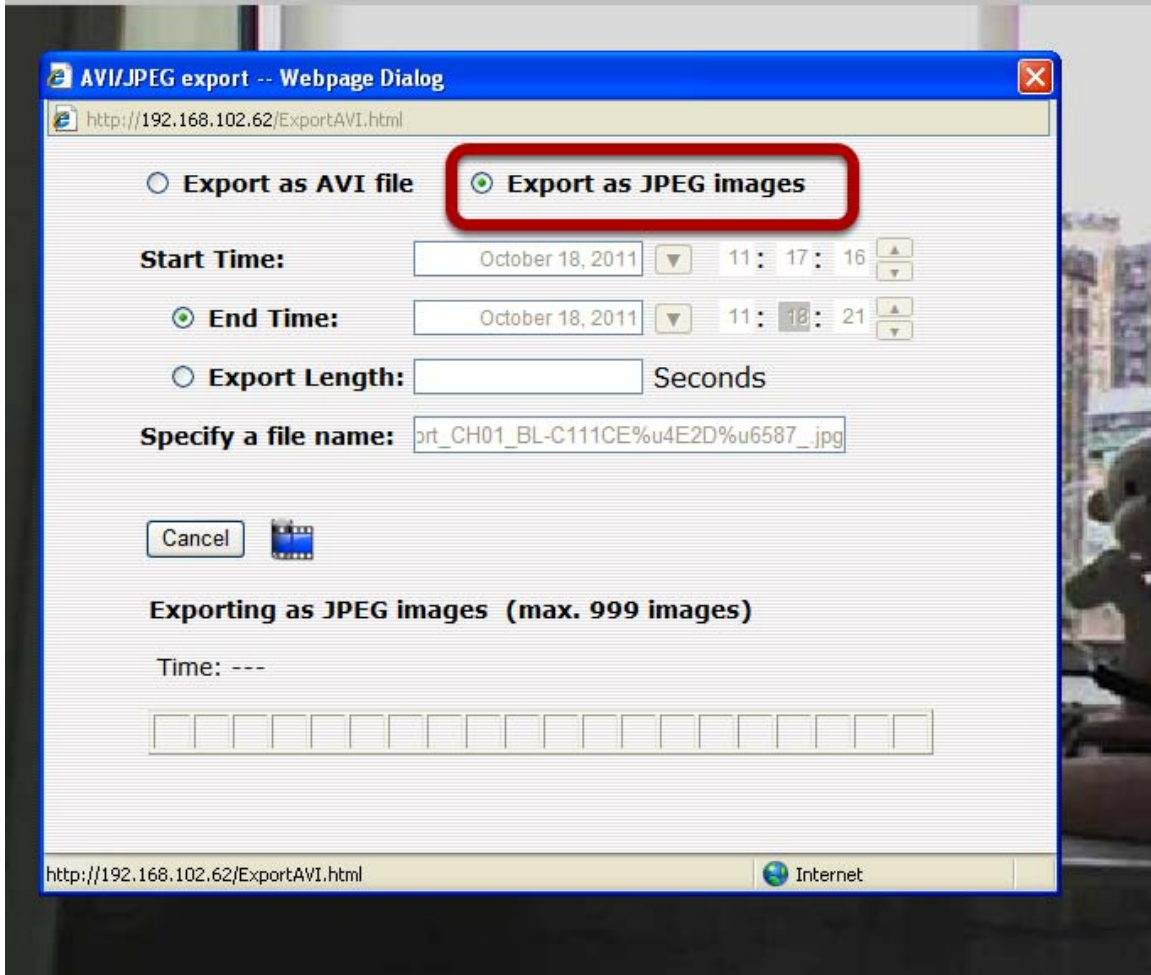 AVI/JPEG export -- Webpage Dialog
http://192.168.102.62/ExportAVI.html
Export as AVI file Export as JPEG images
Start Time: October 18, 2011 11: 17: 16
End Time: October 18, 2011 11: 18: 21
Export Length: Seconds
Specify a file name: ort_CH01_BL-C111CE%u4E2D%u6587_.jpg
Cancel
Exporting as JPEG images (max. 999 images)
Time: ---
http://192.168.102.62/ExportAVI.html Internet